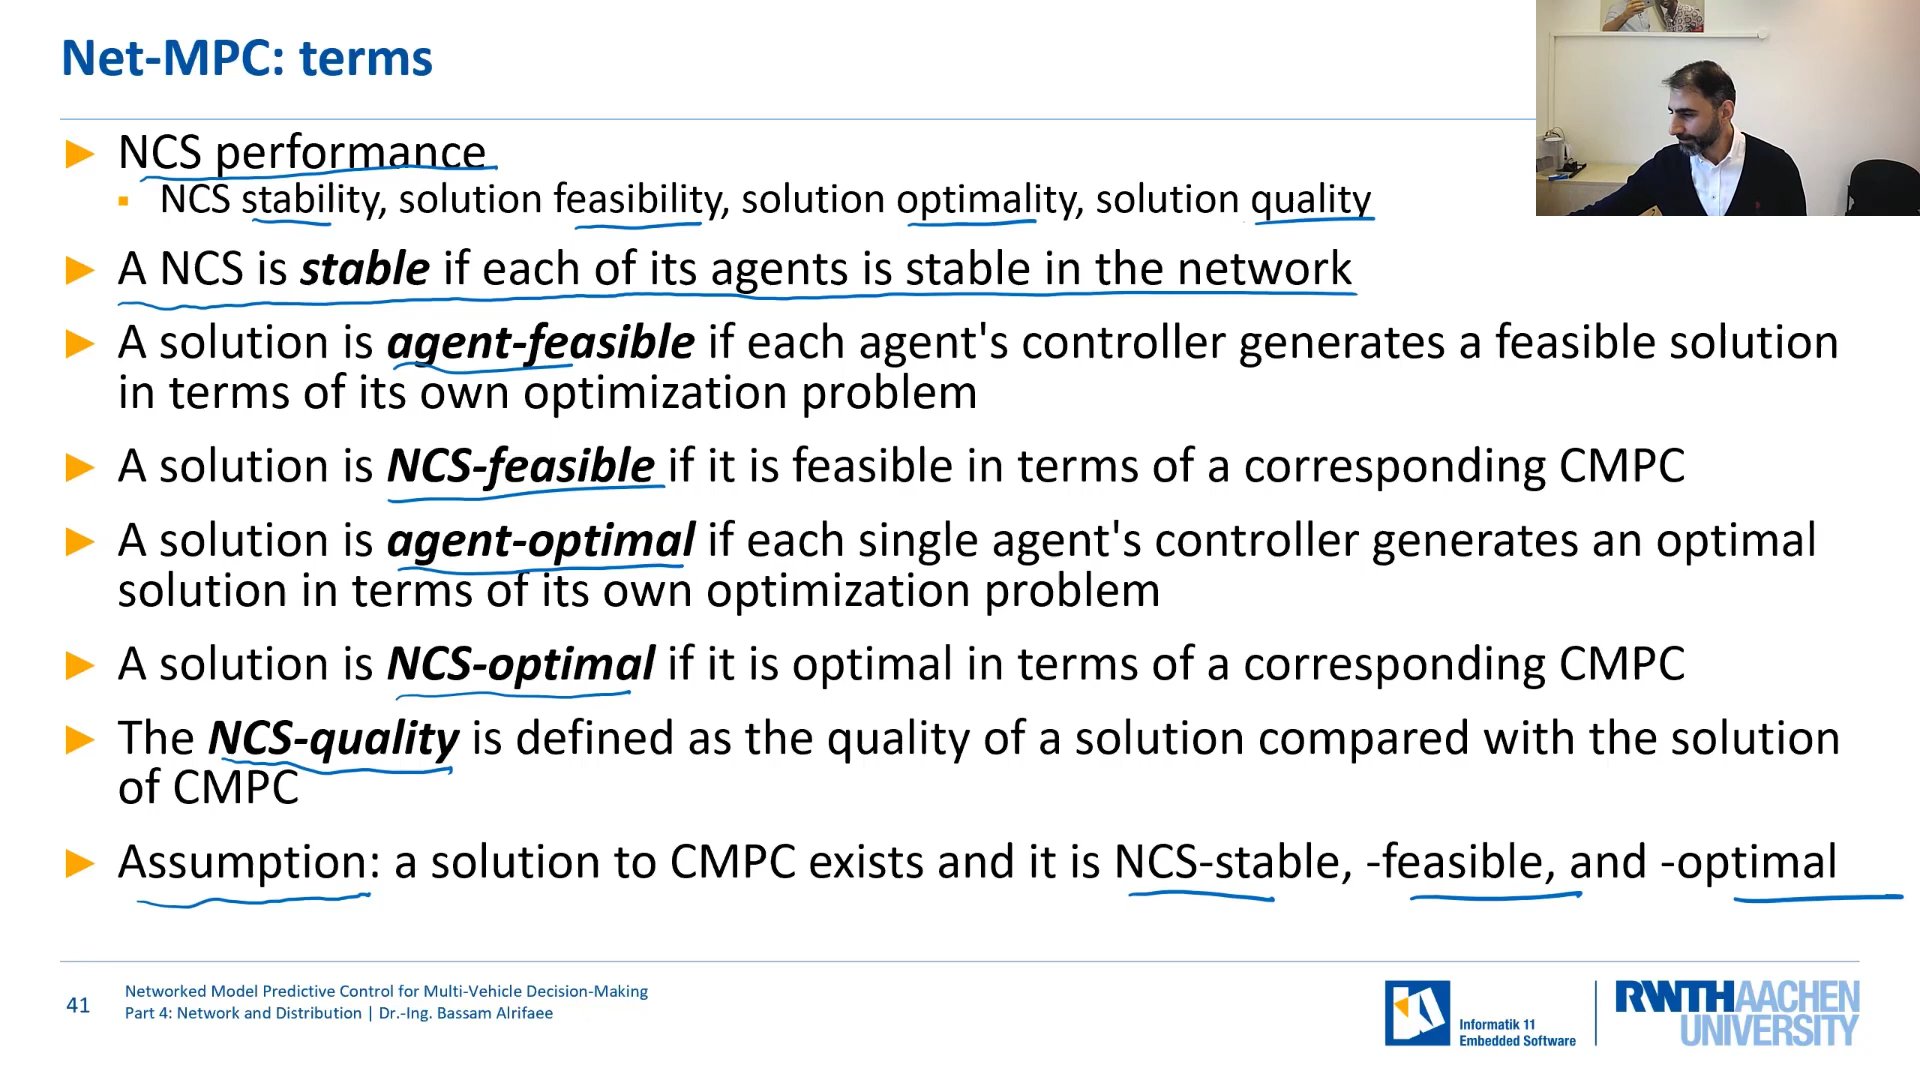 Net-MPC: terms
NCS performance
NCS stability, solution feasibility, solution optimality, solution quality
A NCS is stable if each of its agents is stable in the network
A solution is agent-feasible if each agent's controller generates a feasible solution
in terms of its own optimization problem
A solution is NCS-feasible if it is feasible in terms of a corresponding CMPC
A solution is agent-optimal if each single agent's controller generates an optimal
solution in terms of its own optimization problem
A solution is NCS-optimal if it is optimal in terms of a corresponding CMPC
The NCS-quality is defined as the quality of a solution compared with the solution
of CMPC
Assumption: a solution to CMPC exists and it is NCS-stable, -feasible, and -optimal
41
Networked Model Predictive Control for Multi-Vehicle Decision-Making
Part 4: Network and Distribution | Dr.-Ing. Bassam Alrifaee
Informatik 11
Embedded Software
RWTH AACHEN
UNIVERSITY